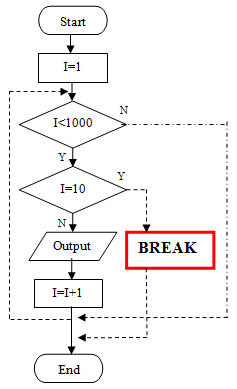 Start
I=1
N
I<1000
Y
I=10
Y
N
Output
BREAK
I=I+1
End